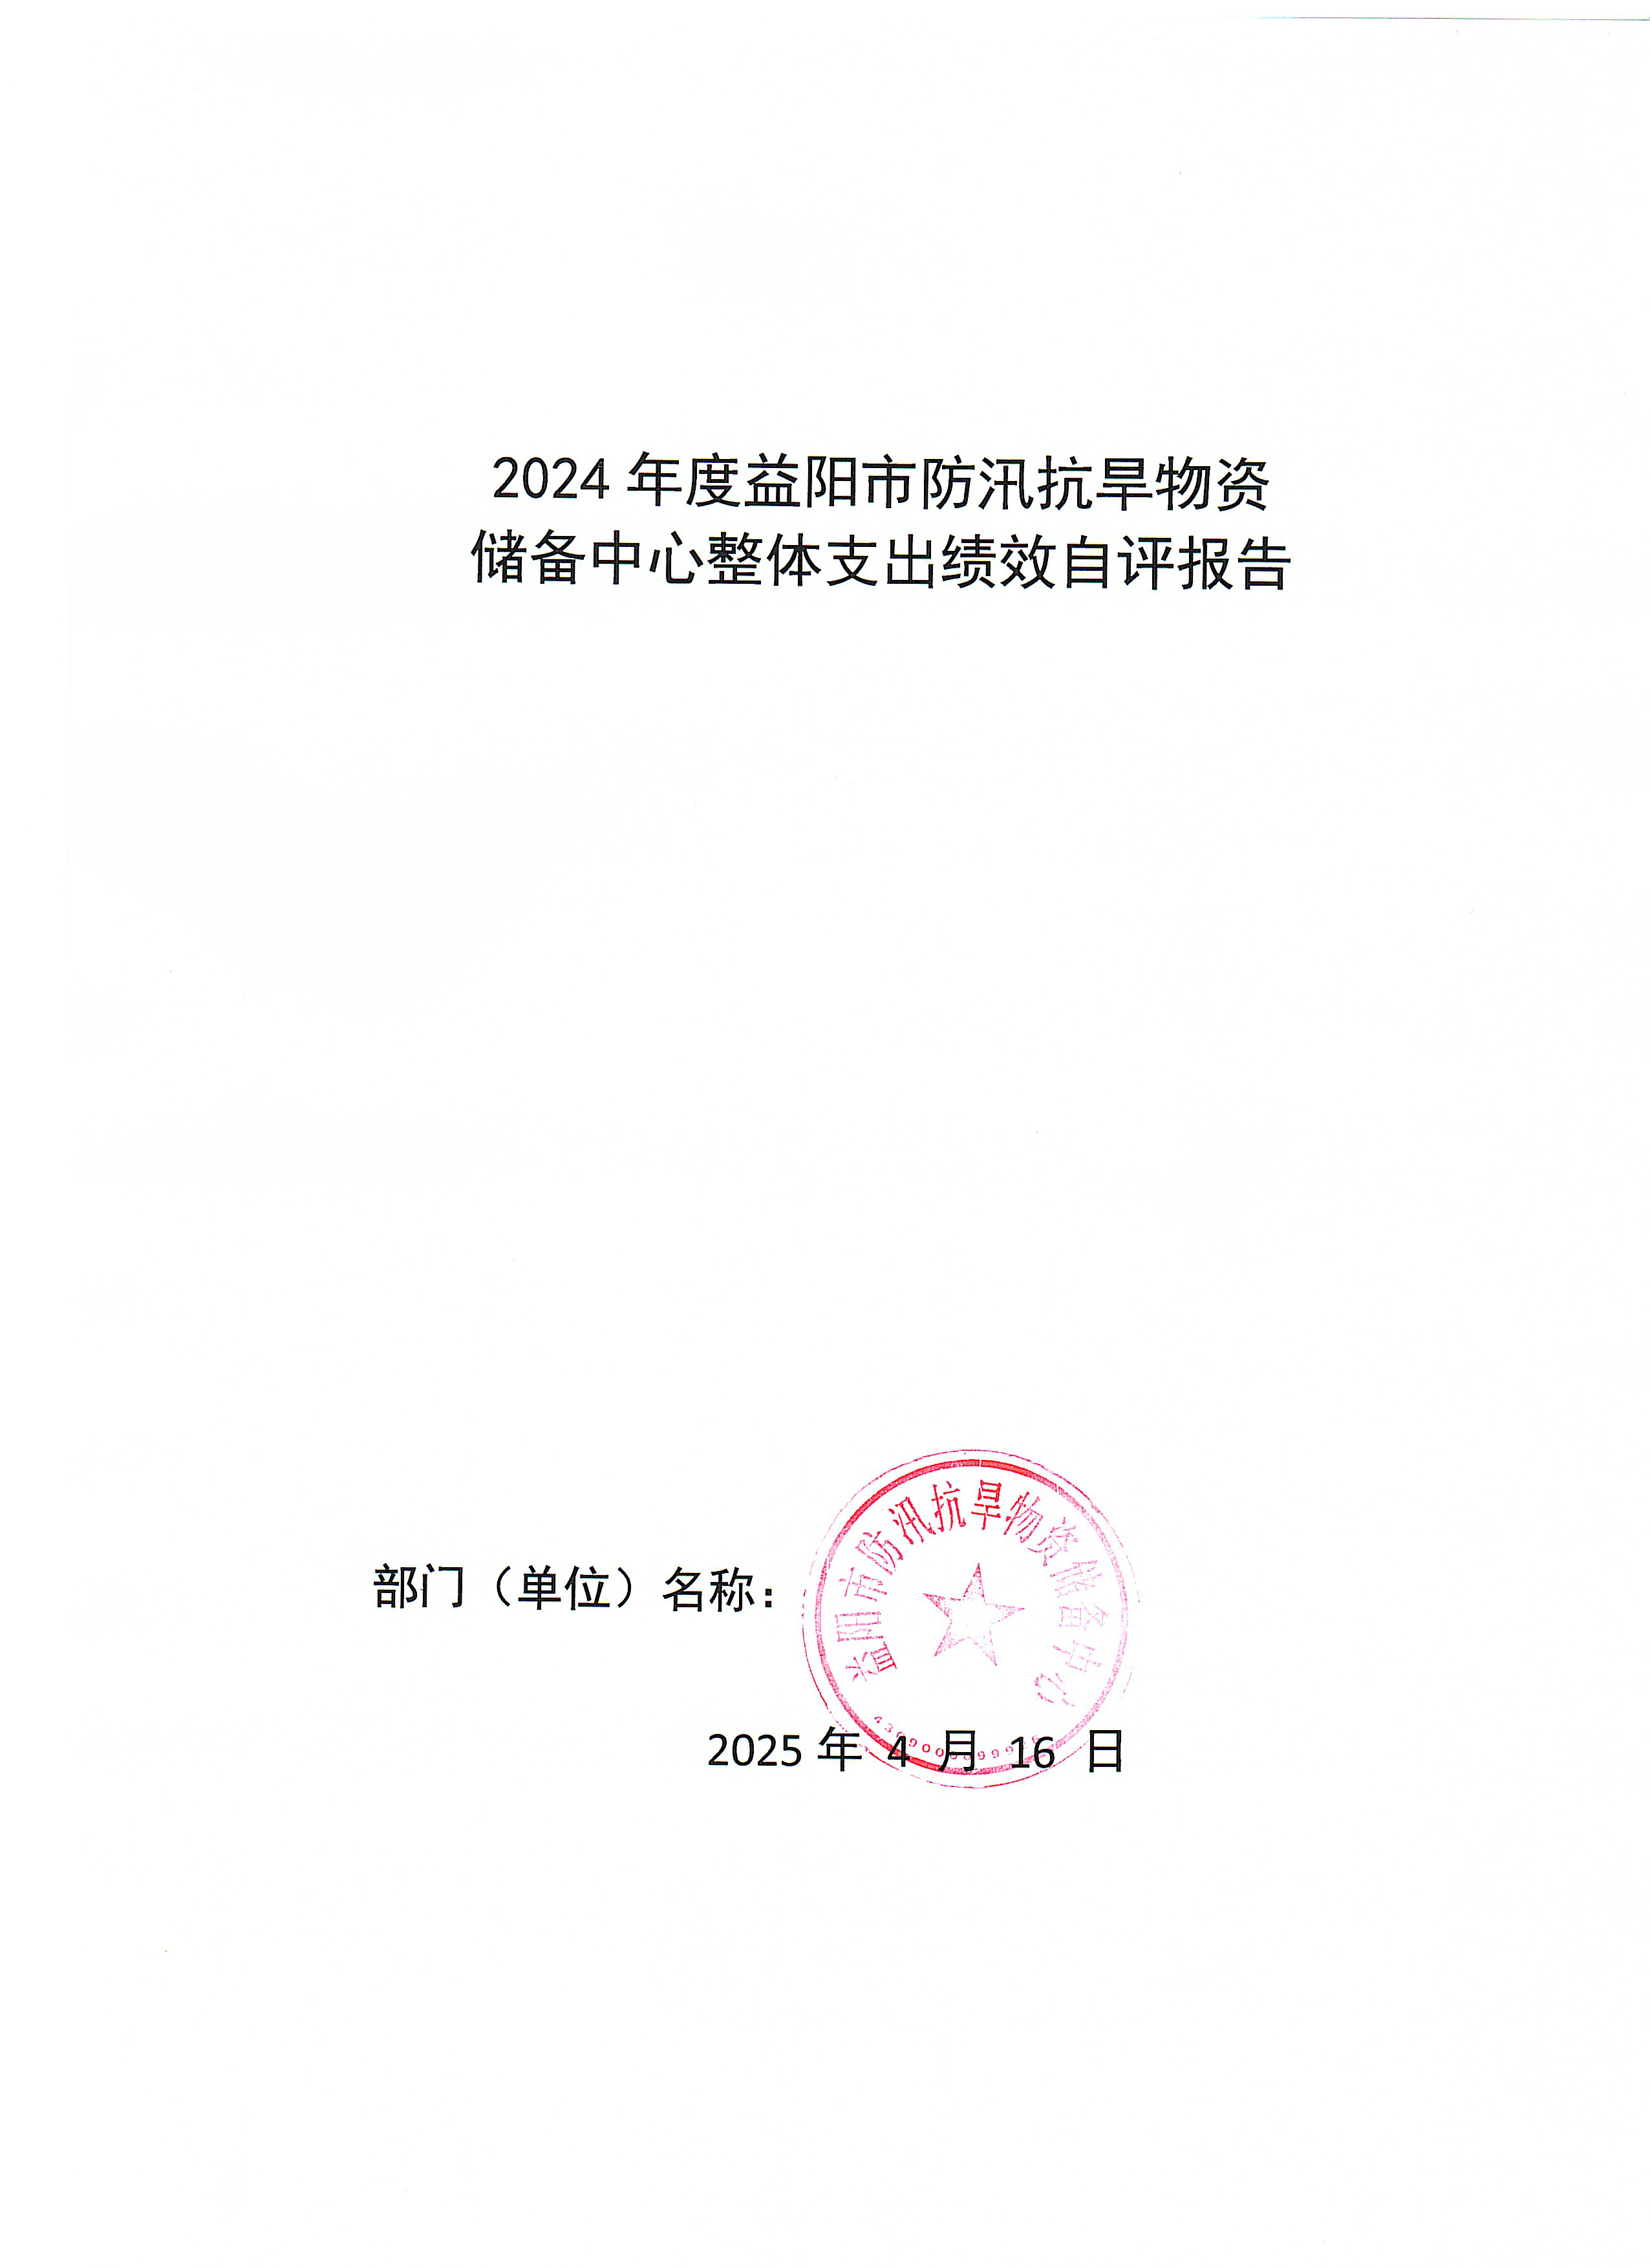 2024 年度益阳市防汛抗旱物资
储备中心整体支出绩效自评报告
部门（单位）名称：
益阳市防汛抗旱物资储备中心
2025 年 4 月 16 日